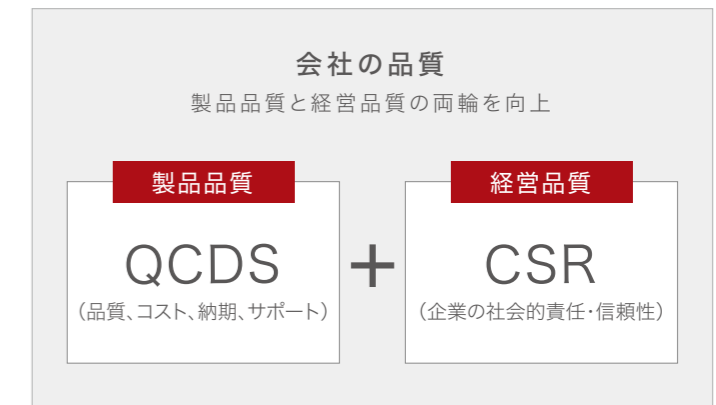 会社の品質
製品品質と経営品質の両輪を向上
製品品質
QCDS
（品質、コスト、納期、サポート）
+
経営品質
CSR
（企業の社会的責任・信頼性）